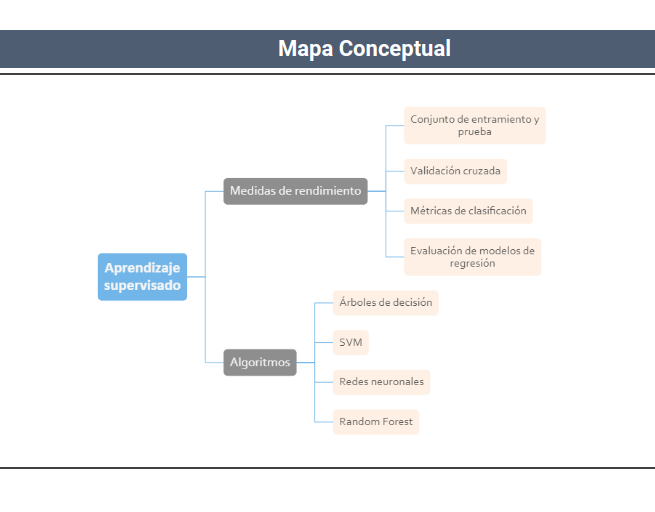 Mapa Conceptual
Conjunto de entramiento y
prueba
Validación cruzada
Medidas de rendimiento
Métricas de clasificación
Evaluación de modelos de
regresión
Aprendizaje
supervisado
Árboles de decisión
SVM
Algoritmos
Redes neuronales
Random Forest